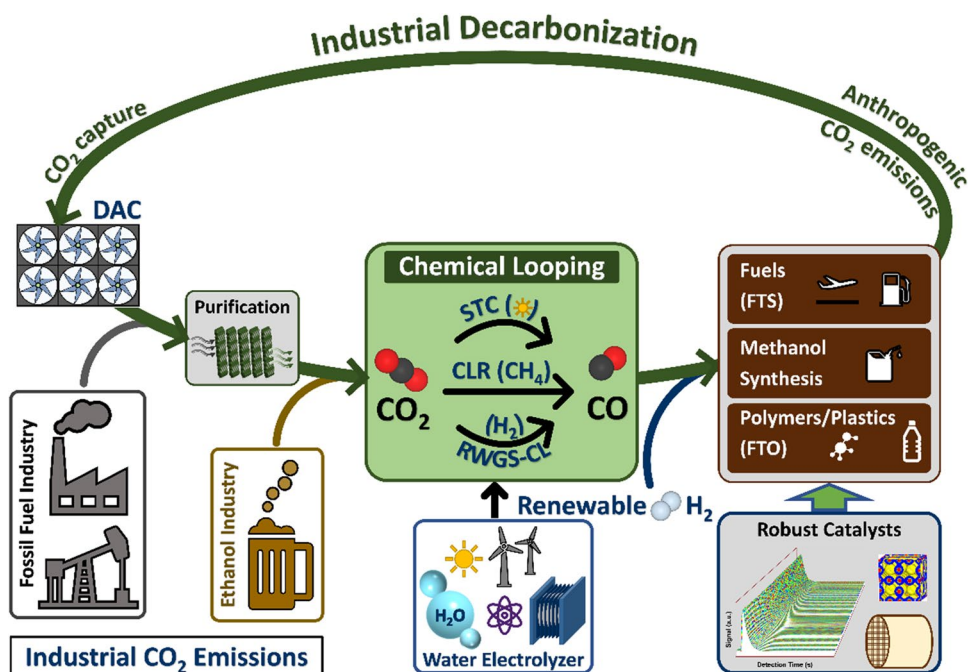 Industrial Decarbonization
CO₂ capture
Anthropogenic
CO₂ emissions
DAC
Purification
Chemical Looping
STC ( )
CLR (CH₄)
CO₂
CO
(H₂)
RWGS-CL
Fuels
(FTS)
Methanol
Synthesis
Polymers/Plastics
(FTO)
Fossil Fuel Industry
Ethanol Industry
Renewable H₂
H₂O
Water Electrolyzer
Robust Catalysts
Signal (a.u.)
Detection Time (s)
Industrial CO₂ Emissions